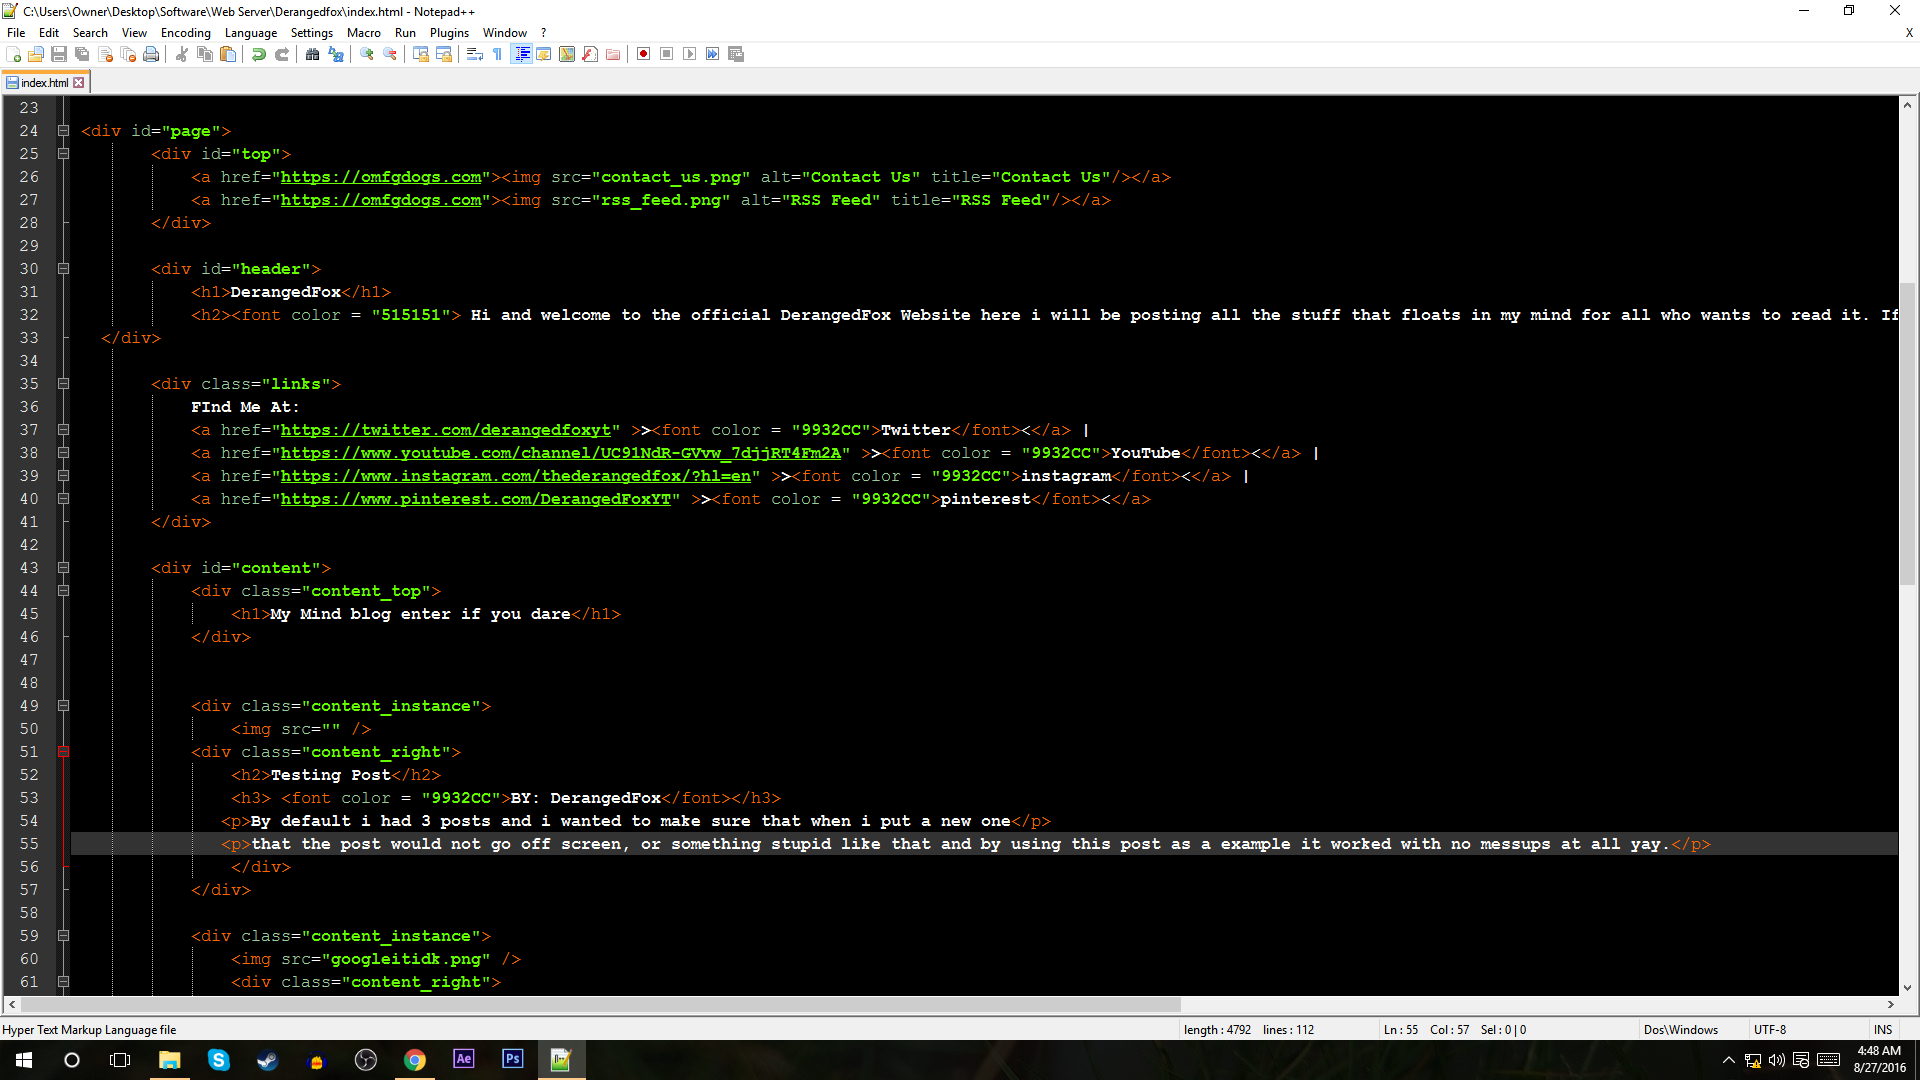 C:\Users\Owner\Desktop\Software\Web Server\Derangedfox\index.html - Notepad++
File Edit Search View Encoding Language Settings Macro Run Plugins Window ? X
index.html
23
24 <div id="page">
25 <div id="top">
26 <a href="https://omfgdogs.com"><img src="contact_us.png" alt="Contact Us" title="Contact Us"/></a>
27 <a href="https://omfgdogs.com"><img src="rss_feed.png" alt="RSS Feed" title="RSS Feed"/></a>
28 </div>
29
30 <div id="header">
31 <h1>DerangedFox</h1>
32 <h2><font color = "515151"> Hi and welcome to the official DerangedFox Website here i will be posting all the stuff that floats in my mind for all who wants to read it. If
33 </div>
34
35 <div class="links">
36 FInd Me At:
37 <a href="https://twitter.com/derangedfoxyt" >><font color = "9932CC">Twitter</font><</a> |
38 <a href="https://www.youtube.com/channel/UC91NdR-GVvw_7djjRT4Fm2A" >><font color = "9932CC">YouTube</font><</a> |
39 <a href="https://www.instagram.com/thederangedfox/?hl=en" >><font color = "9932CC">instagram</font><</a> |
40 <a href="https://www.pinterest.com/DerangedFoxYT" >><font color = "9932CC">pinterest</font><</a>
41 </div>
42
43 <div id="content">
44 <div class="content_top">
45 <h1>My Mind blog enter if you dare</h1>
46 </div>
47
48
49 <div class="content_instance">
50 <img src="" />
51 <div class="content_right">
52 <h2>Testing Post</h2>
53 <h3> <font color = "9932CC">BY: DerangedFox</font></h3>
54 <p>By default i had 3 posts and i wanted to make sure that when i put a new one</p>
55 <p>that the post would not go off screen, or something stupid like that and by using this post as a example it worked with no messups at all yay.</p>
56 </div>
57 </div>
58
59 <div class="content_instance">
60 <img src="googleitidk.png" />
61 <div class="content_right">
Hyper Text Markup Language file length : 4792 lines : 112 Ln : 55 Col : 57 Sel : 0 | 0 Dos\Windows UTF-8 INS
Ae Ps 4:48 AM
8/27/2016